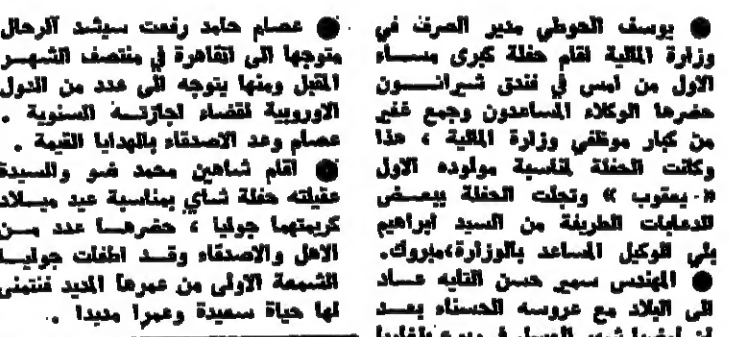 ● يوسف الحوطي مدير الصرف في
وزارة المالية اقام حفلة كبرى مساء
الاول من امس في فندق شيراتون
حضرها الوكلاء المساعدون وجمع غفير
من كبار موظفي وزارة المالية ، هذا
وكانت الحفلة لمناسبة مولوده الاول
« يعقوب » وتجلت الحفلة ببعض
الدعابات الطريفة من السيد ابراهيم
بلي الوكيل المساعد بالوزارة، مبروك.
● المهندس سمير حسن التايه عاد
الى البلاد مع عروسه الحسناء بعد
شهر العسل في
● عصام حامد رفعت سيشد الرحال
متوجها الى القاهرة في منتصف الشهر
المقبل ومنها يتوجه الى عدد من الدول
الاوروبية لقضاء اجازته السنوية .
عصام وعد الاصدقاء بالهدايا القيمة .
● اقام شاهين محمد ضو والسيدة
عقيلته حفلة شاي بمناسبة عيد ميلاد
كريمتهما جوليا ، حضرها عدد من
الاهل والاصدقاء وقد اطفات جوليا
الشمعة الاولى من عمرها المديد فنتمنى
لها حياة سعيدة وعمرا مديدا .